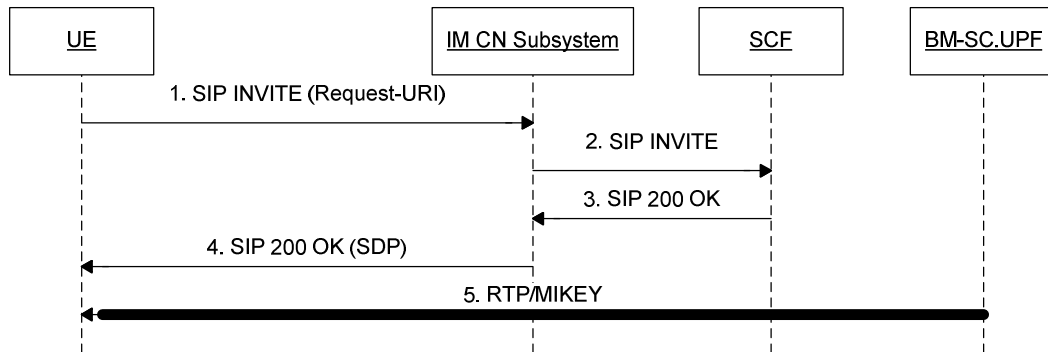 UE
IM CN Subsystem
SCF
BM-SC.UPF
1. SIP INVITE (Request-URI)
2. SIP INVITE
3. SIP 200 OK
4. SIP 200 OK (SDP)
5. RTP/MIKEY